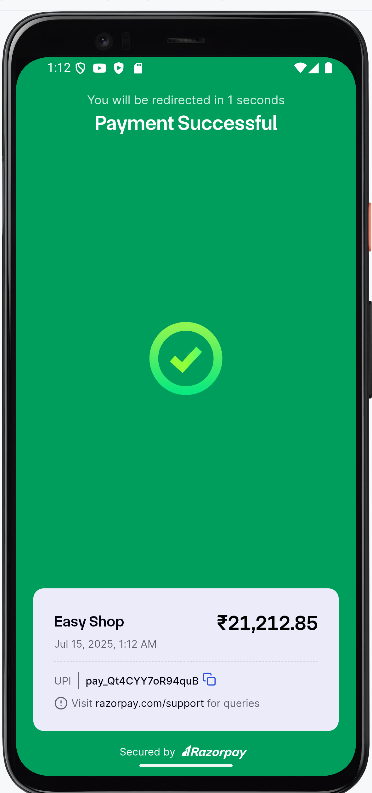 1:12
You will be redirected in 1 seconds
Payment Successful
Easy Shop
₹21,212.85
Jul 15, 2025, 1:12 AM
UPI | pay_Qt4CYY7oR94quB
Visit razorpay.com/support for queries
Secured by Razorpay